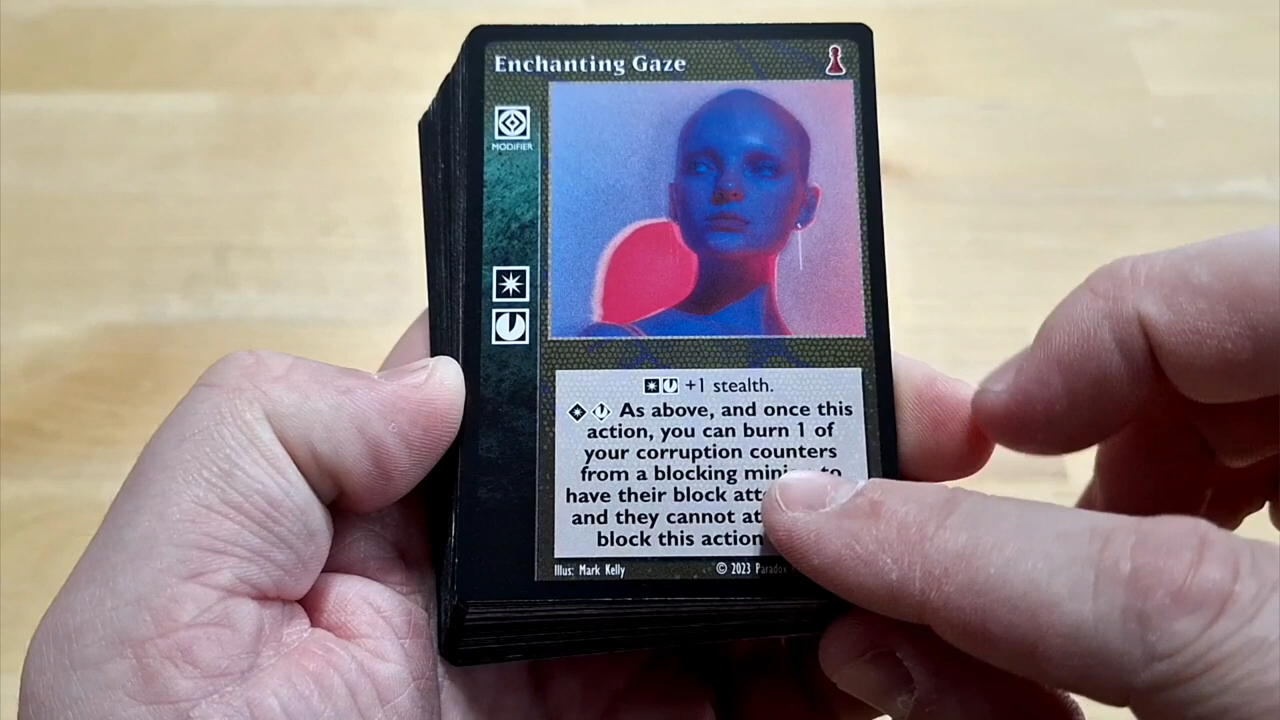 Enchanting Gaze
MODIFIER
+1 stealth.
As above, and once this
action, you can burn 1 of
your corruption counters
from a blocking
have their block
and they cannot
block this action
Illus: Mark Kelly © 2023 Paradox